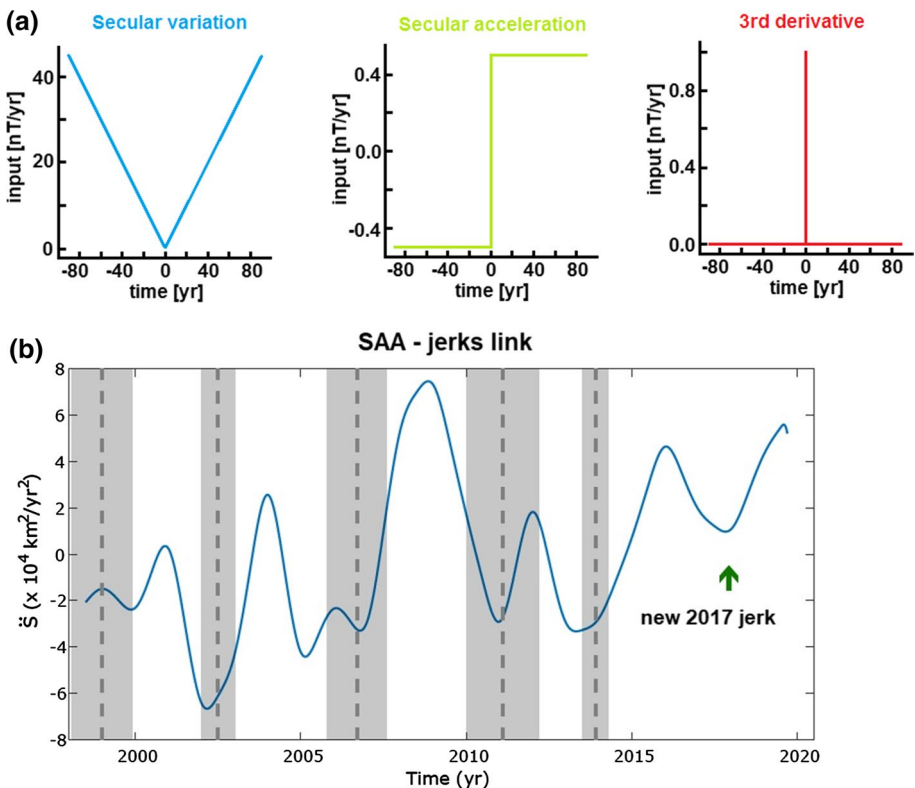 (a)
Secular variation
Secular acceleration
3rd derivative
input [nT/yr]
40
20
0
-80 -40 0 40 80
time [yr]
input [nT/yr]
0.4
0.0
-0.4
-80 -40 0 40 80
time [yr]
input [nT/yr]
0.8
0.4
0.0
-80 -40 0 40 80
time [yr]
(b)
SAA - jerks link
S̈ (x 10⁴ km²/yr²)
8
6
4
2
0
-2
-4
-6
-8
new 2017 jerk
2000 2005 2010 2015 2020
Time (yr)